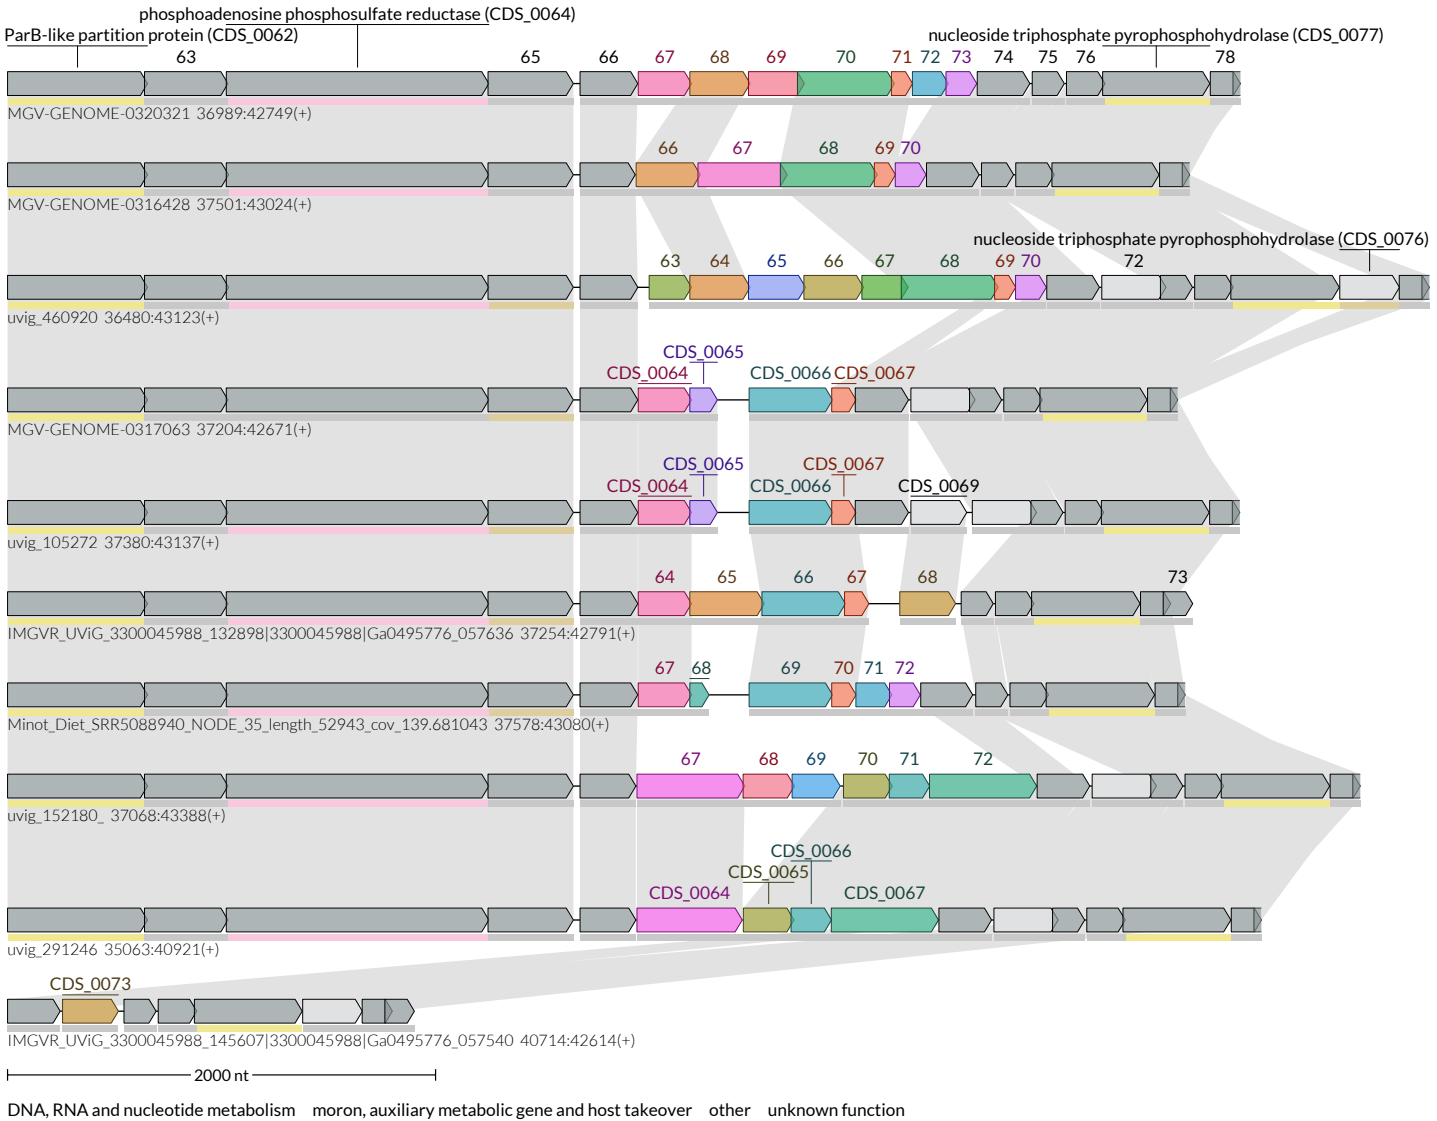 phosphoadenosine phosphosulfate reductase (CDS_0064)
ParB-like partition protein (CDS_0062)
nucleoside triphosphate pyrophosphohydrolase (CDS_0077)
63 65 66 67 68 69 70 71 72 73 74 75 76 78
MGV-GENOME-0320321 36989:42749(+)
66 67 68 69 70
MGV-GENOME-0316428 37501:43024(+)
nucleoside triphosphate pyrophosphohydrolase (CDS_0076)
63 64 65 66 67 68 69 70 72
uvig_460920 36480:43123(+)
CDS_0065
CDS_0064 CDS_0066 CDS_0067
MGV-GENOME-0317063 37204:42671(+)
CDS_0065 CDS_0067
CDS_0064 CDS_0066 CDS_0069
uvig_105272 37380:43137(+)
64 65 66 67 68 73
IMGVR_UViG_3300045988_132898|3300045988|Ga0495776_057636 37254:42791(+)
67 68 69 70 71 72
Minot_Diet_SRR5088940_NODE_35_length_52943_cov_139.681043 37578:43080(+)
67 68 69 70 71 72
uvig_152180_ 37068:43388(+)
CDS_0066
CDS_0065
CDS_0064 CDS_0067
uvig_291246 35063:40921(+)
CDS_0073
IMGVR_UViG_3300045988_145607|3300045988|Ga0495776_057540 40714:42614(+)
2000 nt
DNA, RNA and nucleotide metabolism moron, auxiliary metabolic gene and host takeover other unknown function